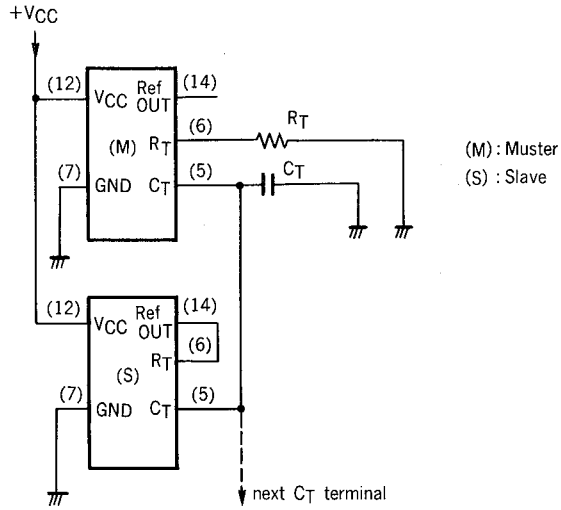 +VCC
(12)
VCC
Ref
OUT
(14)
(6)
RT
(M)
RT
(7)
GND
CT
(5)
CT
(M) : Muster
(S) : Slave
(12)
VCC
Ref
OUT
(14)
(6)
RT
(S)
(7)
GND
CT
(5)
next CT terminal